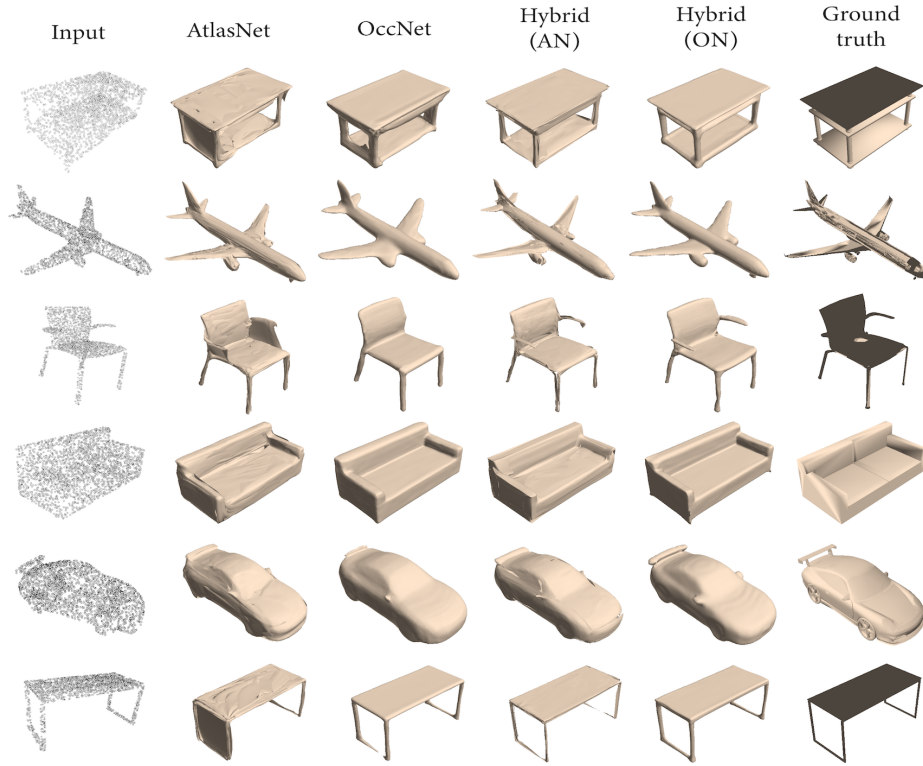 Input
AtlasNet
OccNet
Hybrid
(AN)
Hybrid
(ON)
Ground
truth